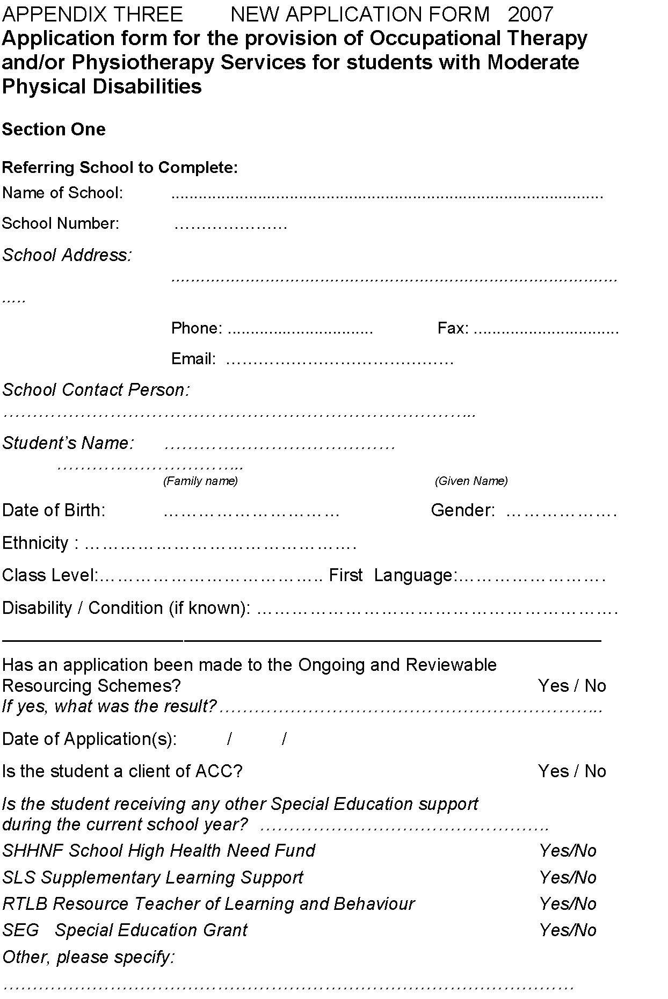 APPENDIX THREE NEW APPLICATION FORM 2007
Application form for the provision of Occupational Therapy
and/or Physiotherapy Services for students with Moderate
Physical Disabilities
Section One
Referring School to Complete:
Name of School: ...............................................................................................
School Number: …………………….
School Address:
...........................................................................................
.....
Phone: ................................ Fax: ................................
Email: ……………………………………
School Contact Person:
……………………………………………………………………..
Student’s Name: …………………………………
…………………………..
(Family name) (Given Name)
Date of Birth: ………………………… Gender: ……………….
Ethnicity : ……………………………………….
Class Level:……………………………….. First Language:…………………….
Disability / Condition (if known): …………………………………………………….
Has an application been made to the Ongoing and Reviewable
Resourcing Schemes? Yes / No
If yes, what was the result?………………………………………………………..
Date of Application(s): / /
Is the student a client of ACC? Yes / No
Is the student receiving any other Special Education support
during the current school year? ………………………………………….
SHHNF School High Health Need Fund Yes/No
SLS Supplementary Learning Support Yes/No
RTLB Resource Teacher of Learning and Behaviour Yes/No
SEG Special Education Grant Yes/No
Other, please specify:
……………………………………………………………………………………